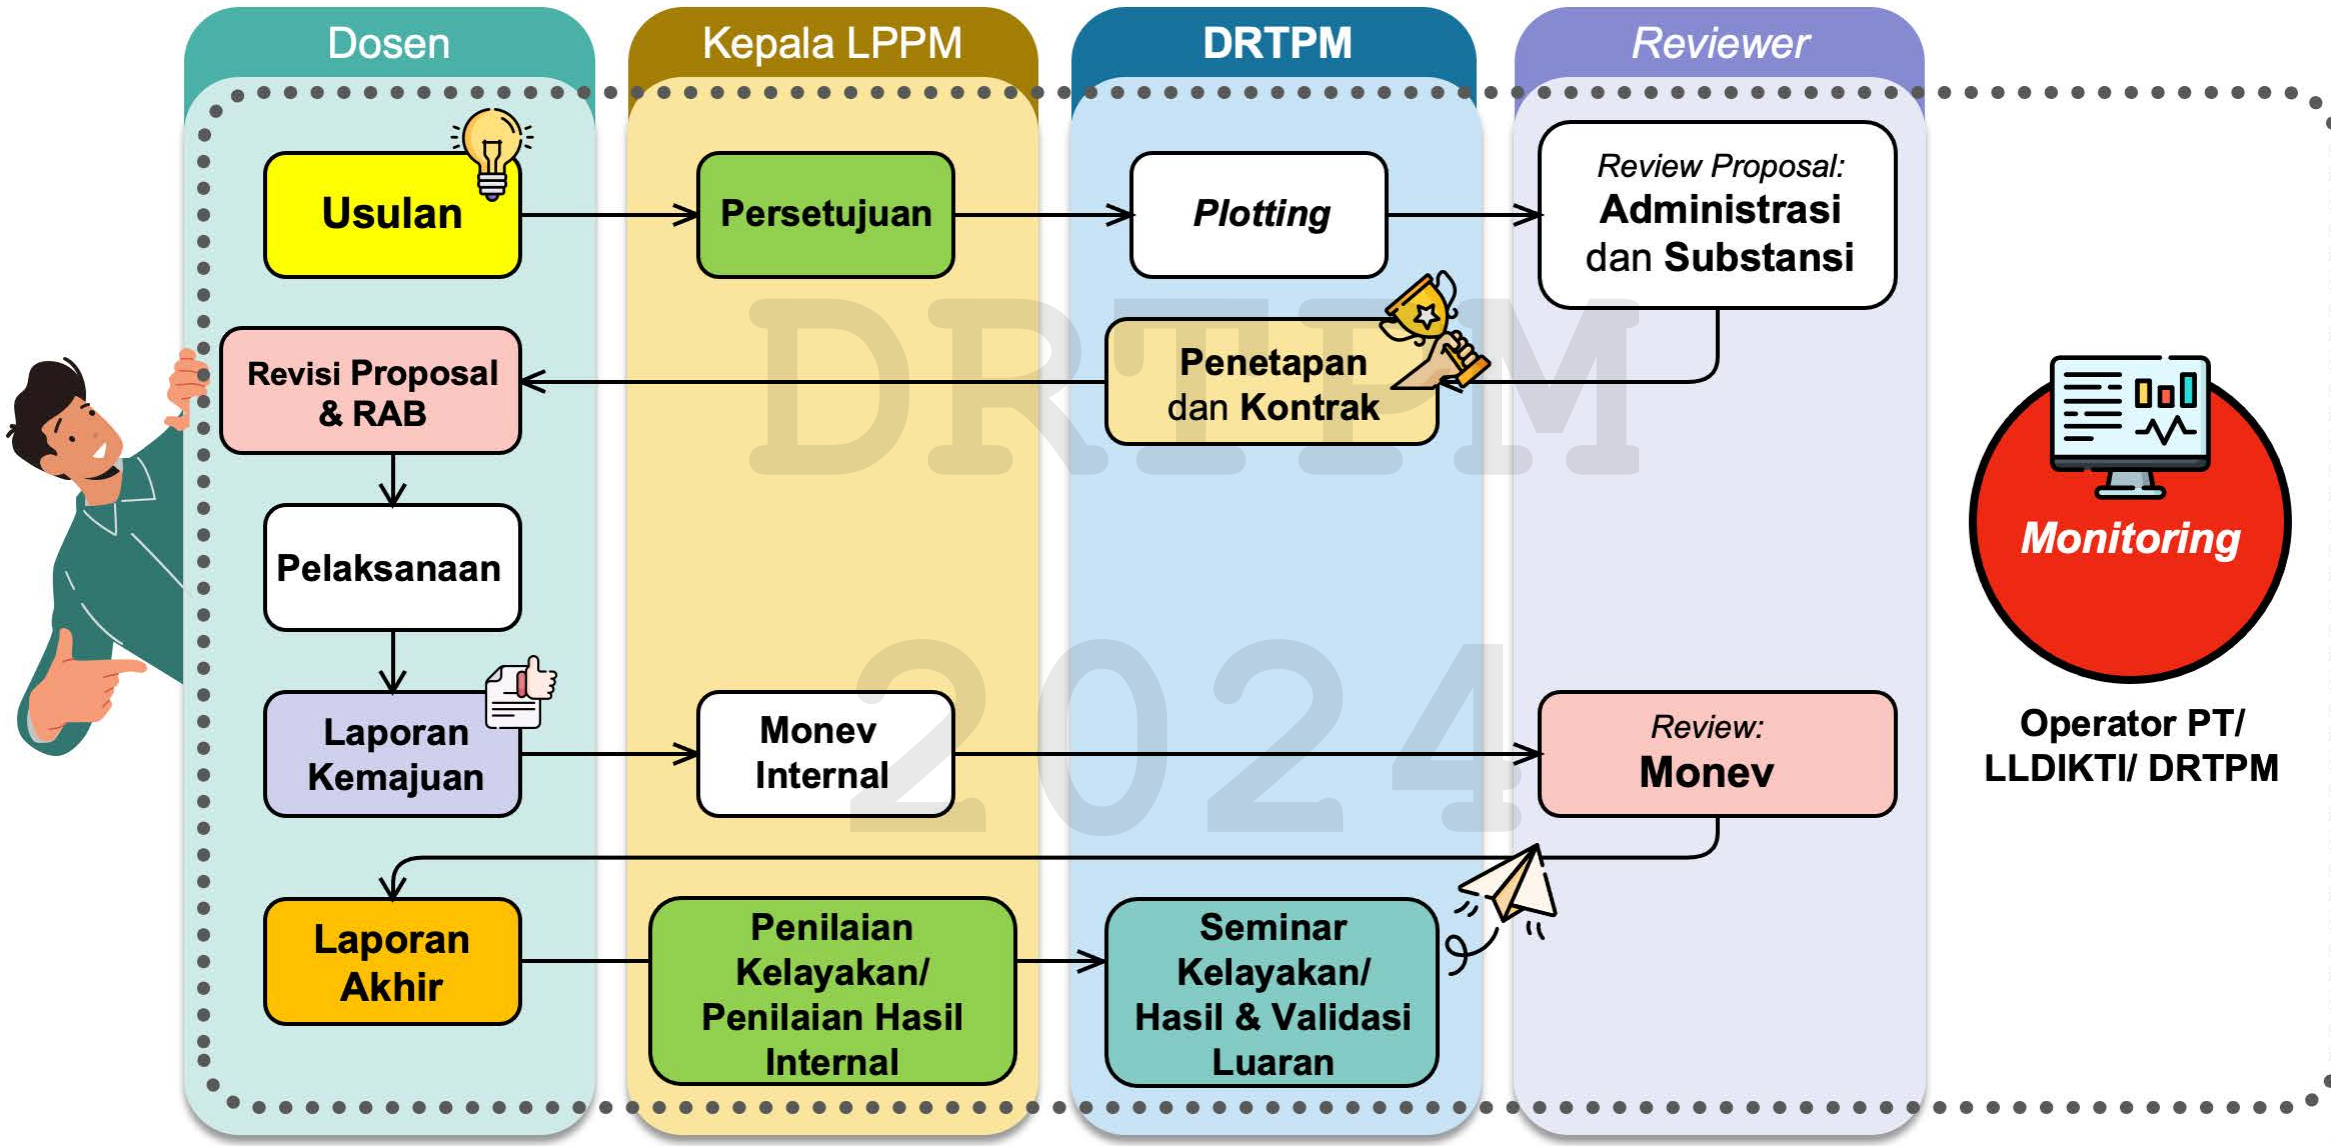 Dosen
Kepala LPPM
DRTPM
Reviewer
Usulan
Persetujuan
Plotting
Review Proposal:
Administrasi
dan Substansi
Revisi Proposal
& RAB
Penetapan
dan Kontrak
DRTPM
Pelaksanaan
Monitoring
Operator PT/
LLDIKTI/ DRTPM
Laporan
Kemajuan
Monev
Internal
2024
Review:
Monev
Laporan
Akhir
Penilaian
Kelayakan/
Penilaian Hasil
Internal
Seminar
Kelayakan/
Hasil & Validasi
Luaran